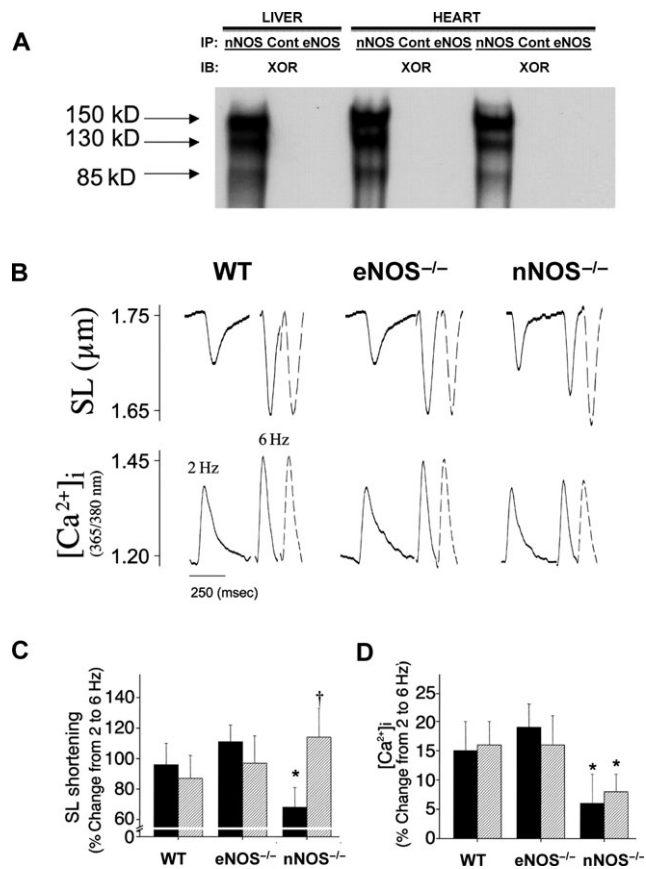 LIVER HEART
A
IP: nNOS Cont eNOS nNOS Cont eNOS nNOS Cont eNOS
IB: XOR XOR XOR
150 kD
130 kD
85 kD
B
WT eNOS–/– nNOS–/–
SL (µm)
1.75
1.65
[Ca2+]i
(365/380 nm)
1.45
1.20
2 Hz
6 Hz
250 (msec)
C
SL shortening
(% Change from 2 to 6 Hz)
140
120
100
80
60
0
*
†
WT eNOS–/– nNOS–/–
D
[Ca2+]i
(% Change from 2 to 6 Hz)
25
20
15
10
5
0
* *
WT eNOS–/– nNOS–/–